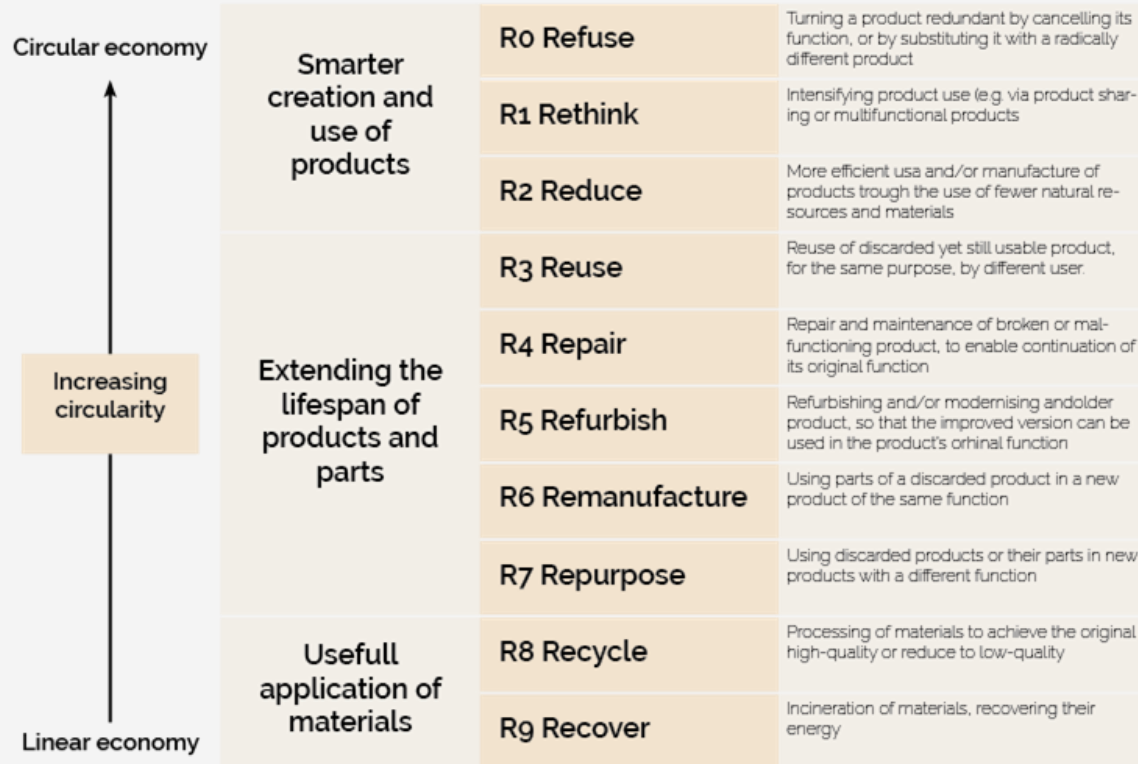 Circular economy
Increasing
circularity
Linear economy
Smarter
creation and
use of
products
R0 Refuse
Turning a product redundant by cancelling its
function, or by substituting it with a radically
different product
R1 Rethink
Intensifying product use (e.g. via product shar-
ing or multifunctional products
R2 Reduce
More efficient usa and/or manufacture of
products trough the use of fewer natural re-
sources and materials
Extending the
lifespan of
products and
parts
R3 Reuse
Reuse of discarded yet still usable product,
for the same purpose, by different user.
R4 Repair
Repair and maintenance of broken or mal-
functioning product, to enable continuation of
its original function
R5 Refurbish
Refurbishing and/or modernising andolder
product, so that the improved version can be
used in the product's orhinal function
R6 Remanufacture
Using parts of a discarded product in a new
product of the same function
R7 Repurpose
Using discarded products or their parts in new
products with a different function
Usefull
application of
materials
R8 Recycle
Processing of materials to achieve the original
high-quality or reduce to low-quality
R9 Recover
Incineration of materials, recovering their
energy